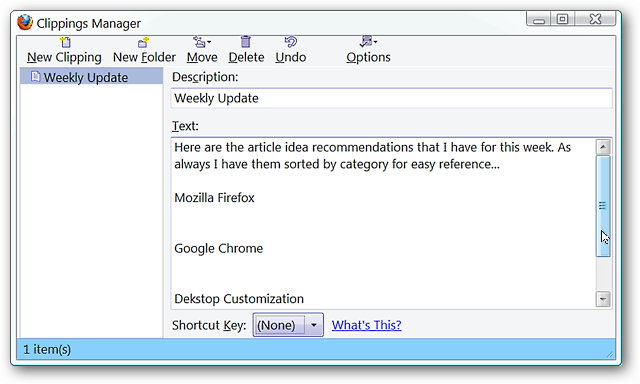 Clippings Manager
New Clipping New Folder Move Delete Undo Options
Weekly Update
Description:
Weekly Update
Text:
Here are the article idea recommendations that I have for this week. As
always I have them sorted by category for easy reference...
Mozilla Firefox
Google Chrome
Dekstop Customization
Shortcut Key: (None) What's This?
1 item(s)